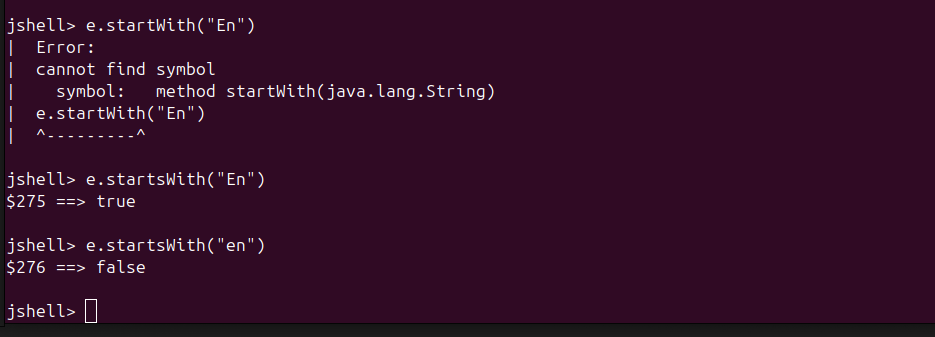 jshell> e.startWith("En")
|  Error:
|  cannot find symbol
|    symbol:   method startWith(java.lang.String)
|  e.startWith("En")
|  ^---------^
jshell> e.startsWith("En")
$275 ==> true
jshell> e.startsWith("en")
$276 ==> false
jshell>